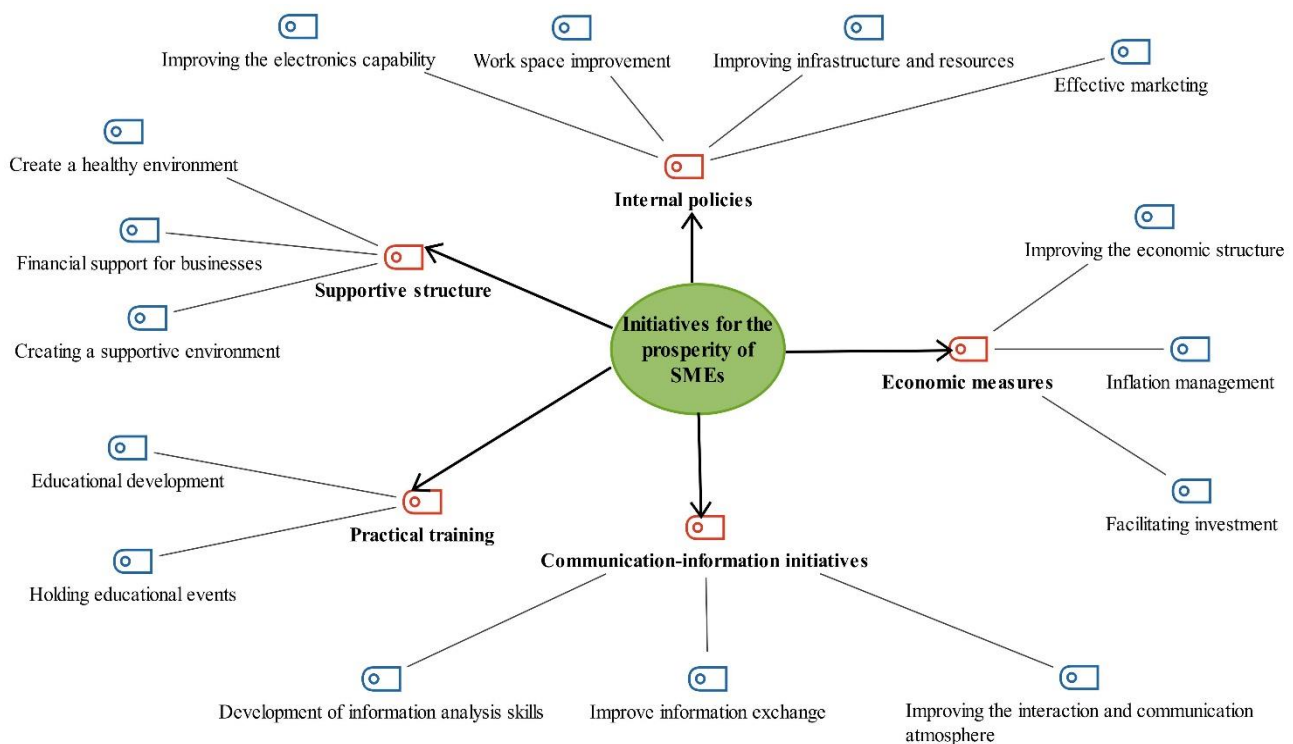 Improving the electronics capability
Work space improvement
Improving infrastructure and resources
Effective marketing
Create a healthy environment
Internal policies
Financial support for businesses
Supportive structure
Improving the economic structure
Creating a supportive environment
Initiatives for the
prosperity of
SMEs
Economic measures
Inflation management
Educational development
Practical training
Facilitating investment
Communication-information initiatives
Holding educational events
Development of information analysis skills
Improve information exchange
Improving the interaction and communication
atmosphere